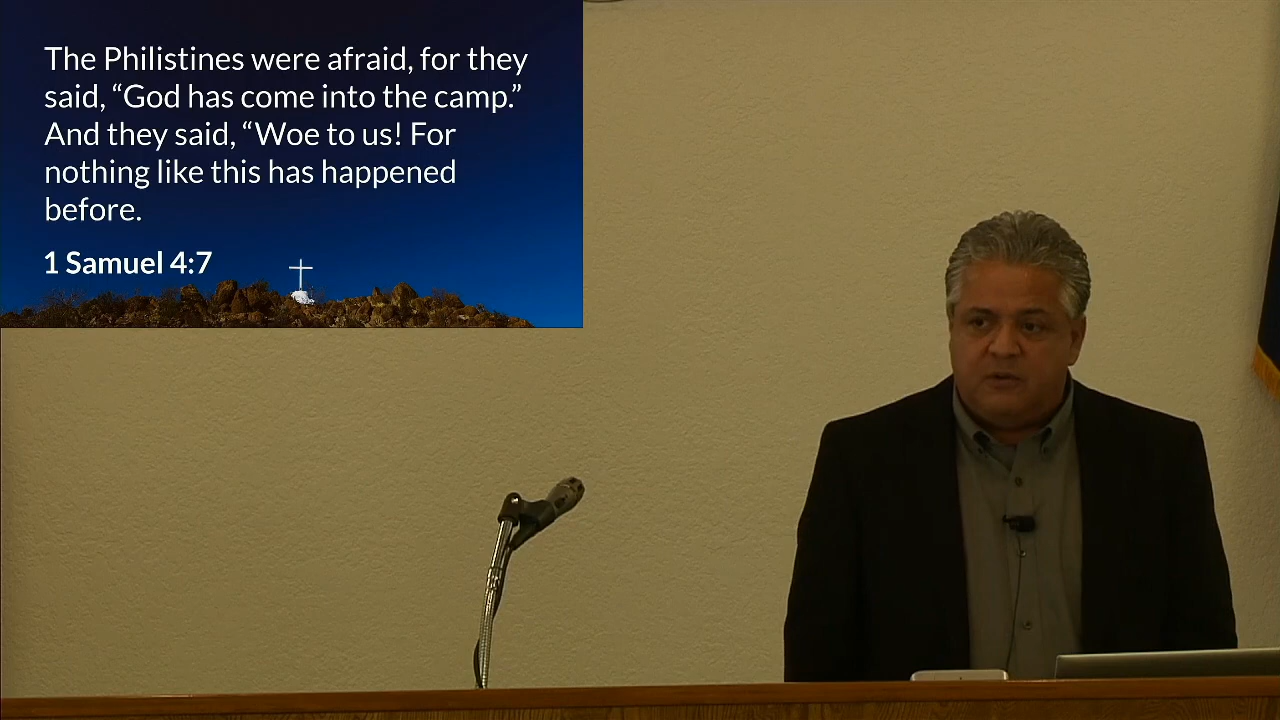 The Philistines were afraid, for they
said, “God has come into the camp.”
And they said, “Woe to us! For
nothing like this has happened
before.
1 Samuel 4:7